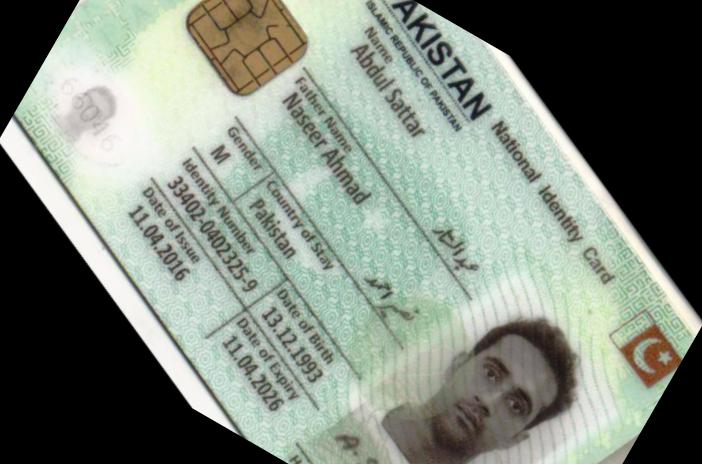 AKISTAN National Identity Card
ISLAMIC REPUBLIC OF PAKISTAN
Name
Abdul Sattar
عبدالستار
Father Name
Naseer Ahmad
نصیر احمد
Gender
Country of Stay
M
Pakistan
Identity Number
Date of Birth
33402-0402325-9
13.12.1993
Date of Issue
Date of Expiry
11.04.2016
11.04.2026